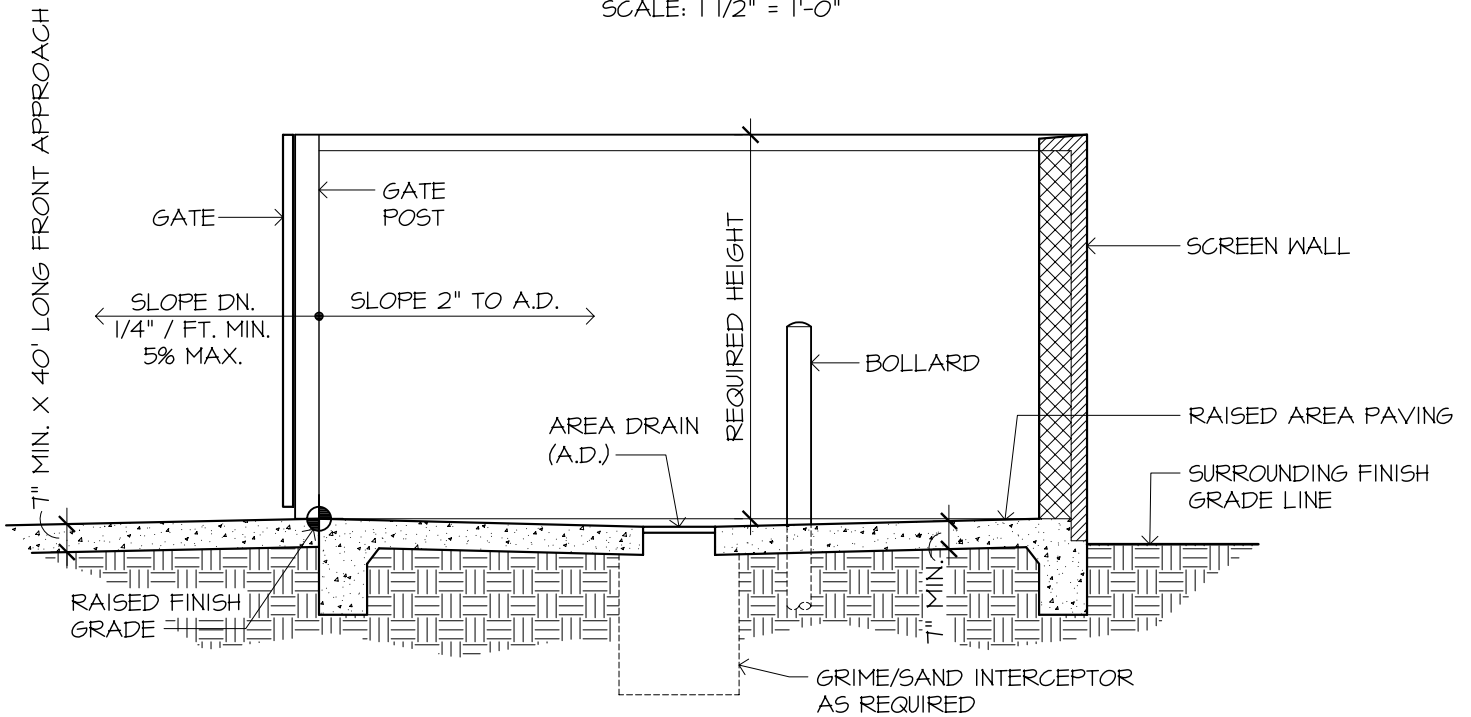 SCALE: 1 1/2" = 1'-0"
7" MIN. X 40' LONG FRONT APPROACH
GATE
GATE
POST
SLOPE DN.
1/4" / FT. MIN.
5% MAX.
SLOPE 2" TO A.D.
REQUIRED HEIGHT
SCREEN WALL
BOLLARD
AREA DRAIN
(A.D.)
RAISED AREA PAVING
SURROUNDING FINISH
GRADE LINE
RAISED FINISH
GRADE
7" MIN.
GRIME/SAND INTERCEPTOR
AS REQUIRED